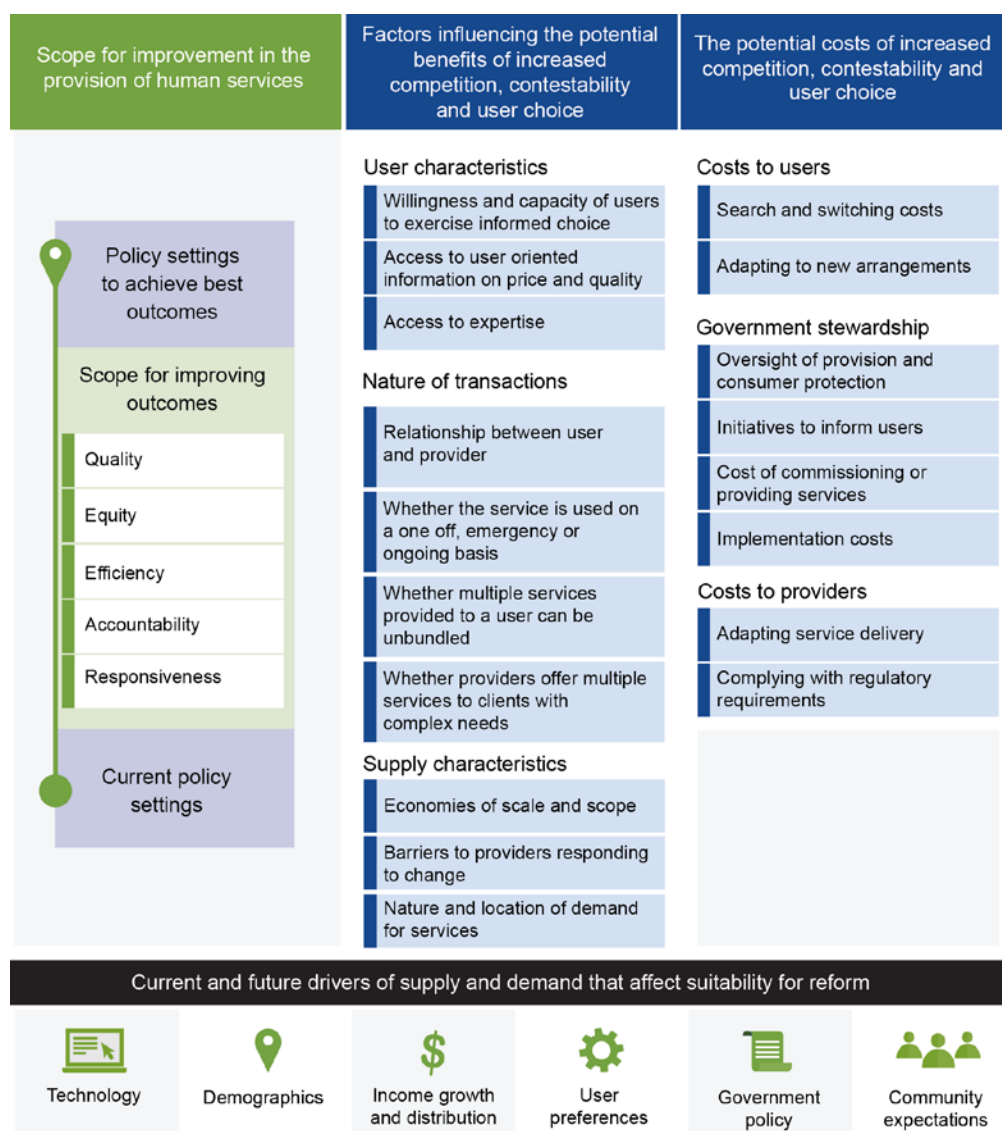 Scope for improvement in the
provision of human services
Factors influencing the potential
benefits of increased
competition, contestability
and user choice
The potential costs of increased
competition, contestability and
user choice
Policy settings
to achieve best
outcomes
Scope for improving
outcomes
Quality
Equity
Efficiency
Accountability
Responsiveness
Current policy
settings
User characteristics
Willingness and capacity of users
to exercise informed choice
Access to user oriented
information on price and quality
Access to expertise
Nature of transactions
Relationship between user
and provider
Whether the service is used on
a one off, emergency or
ongoing basis
Whether multiple services
provided to a user can be
unbundled
Whether providers offer multiple
services to clients with
complex needs
Supply characteristics
Economies of scale and scope
Barriers to providers responding
to change
Nature and location of demand
for services
Costs to users
Search and switching costs
Adapting to new arrangements
Government stewardship
Oversight of provision and
consumer protection
Initiatives to inform users
Cost of commissioning or
providing services
Implementation costs
Costs to providers
Adapting service delivery
Complying with regulatory
requirements
Current and future drivers of supply and demand that affect suitability for reform
Technology
Demographics
$
Income growth
and distribution
User
preferences
Government
policy
Community
expectations